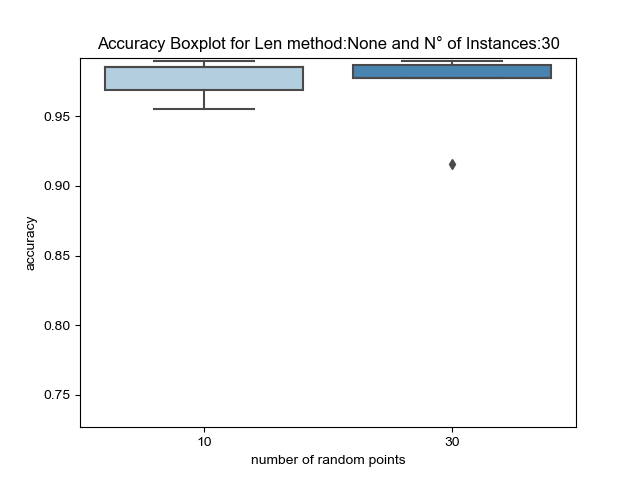 Accuracy Boxplot for Len method:None and N° of Instances:30
0.95
0.90
0.85
0.80
0.75
accuracy
10
30
number of random points